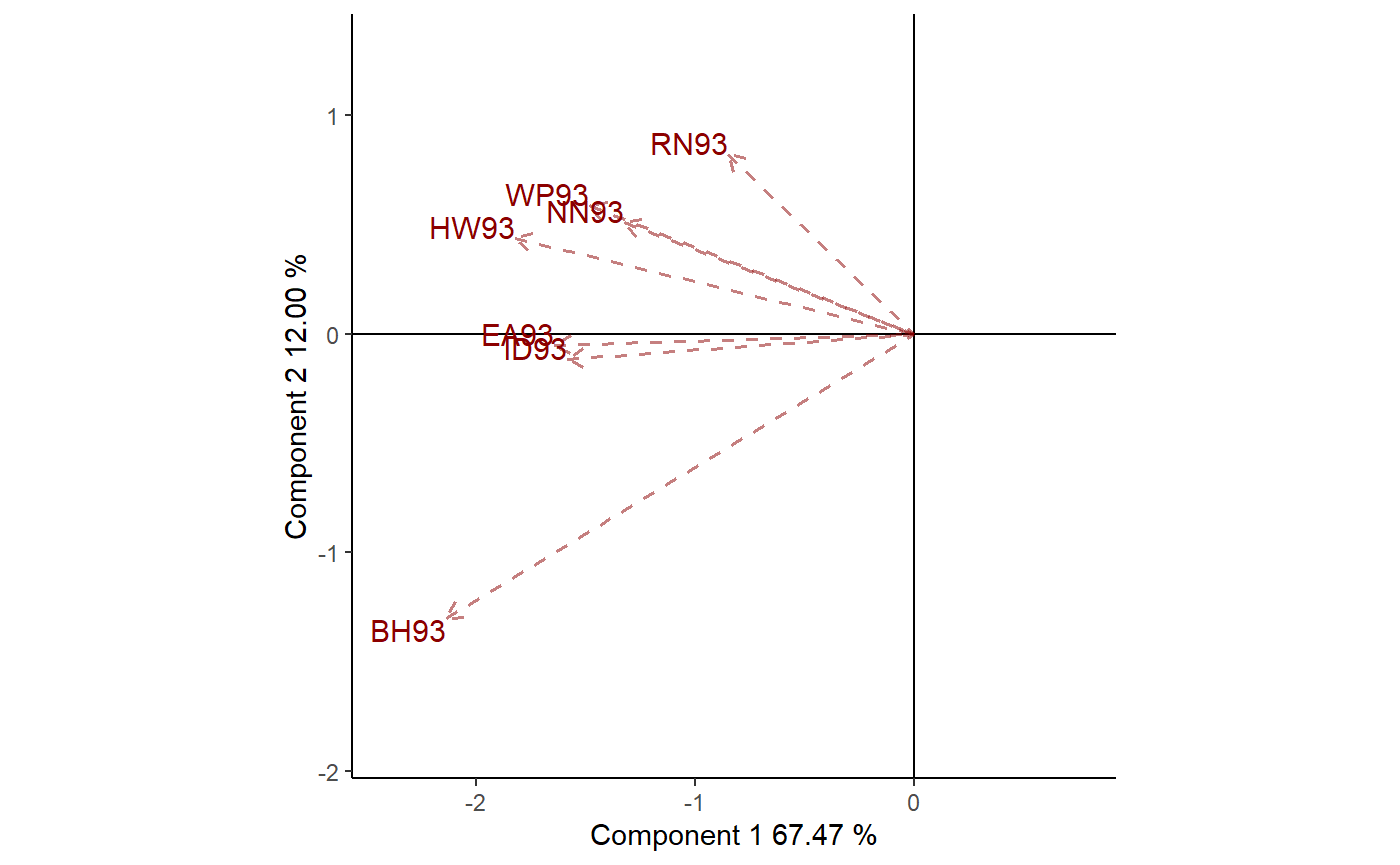 1
RN93
WP93
NN93
HW93
Component 2 12.00 %
0
EA93
ID93
-1
BH93
-2
-2
-1
0
Component 1 67.47 %